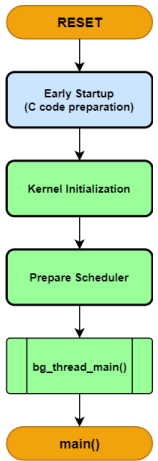 RESET
Early Startup
(C code preparation)
Kernel Initialization
Prepare Scheduler
bg_thread_main()
main()